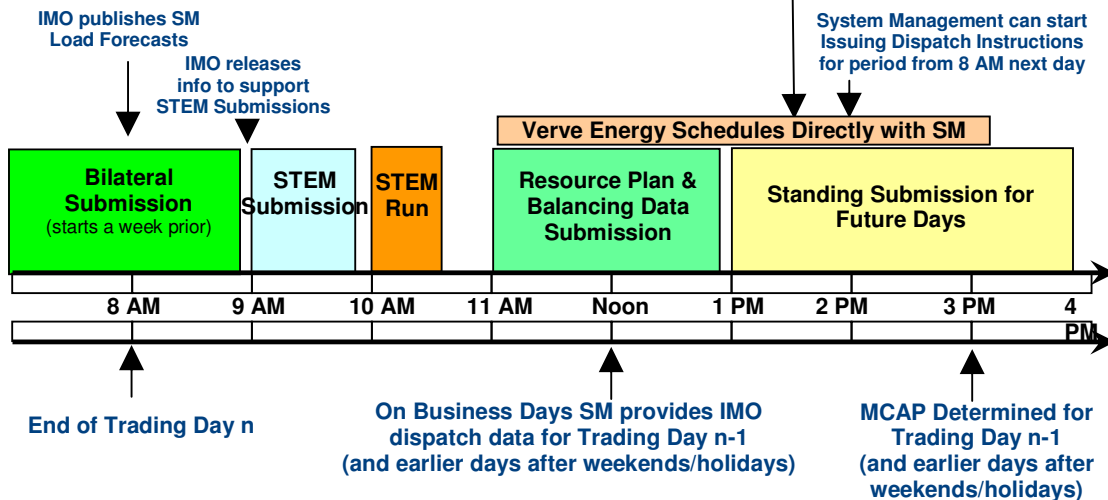 IMO publishes SM
Load Forecasts
IMO releases
info to support
STEM Submissions
System Management can start
Issuing Dispatch Instructions
for period from 8 AM next day
Verve Energy Schedules Directly with SM
Bilateral
Submission
(starts a week prior)
STEM
Submission
STEM
Run
Resource Plan &
Balancing Data
Submission
Standing Submission for
Future Days
8 AM 9 AM 10 AM 11 AM Noon 1 PM 2 PM 3 PM 4
PM
End of Trading Day n
On Business Days SM provides IMO
dispatch data for Trading Day n-1
(and earlier days after weekends/holidays)
MCAP Determined for
Trading Day n-1
(and earlier days after
weekends/holidays)